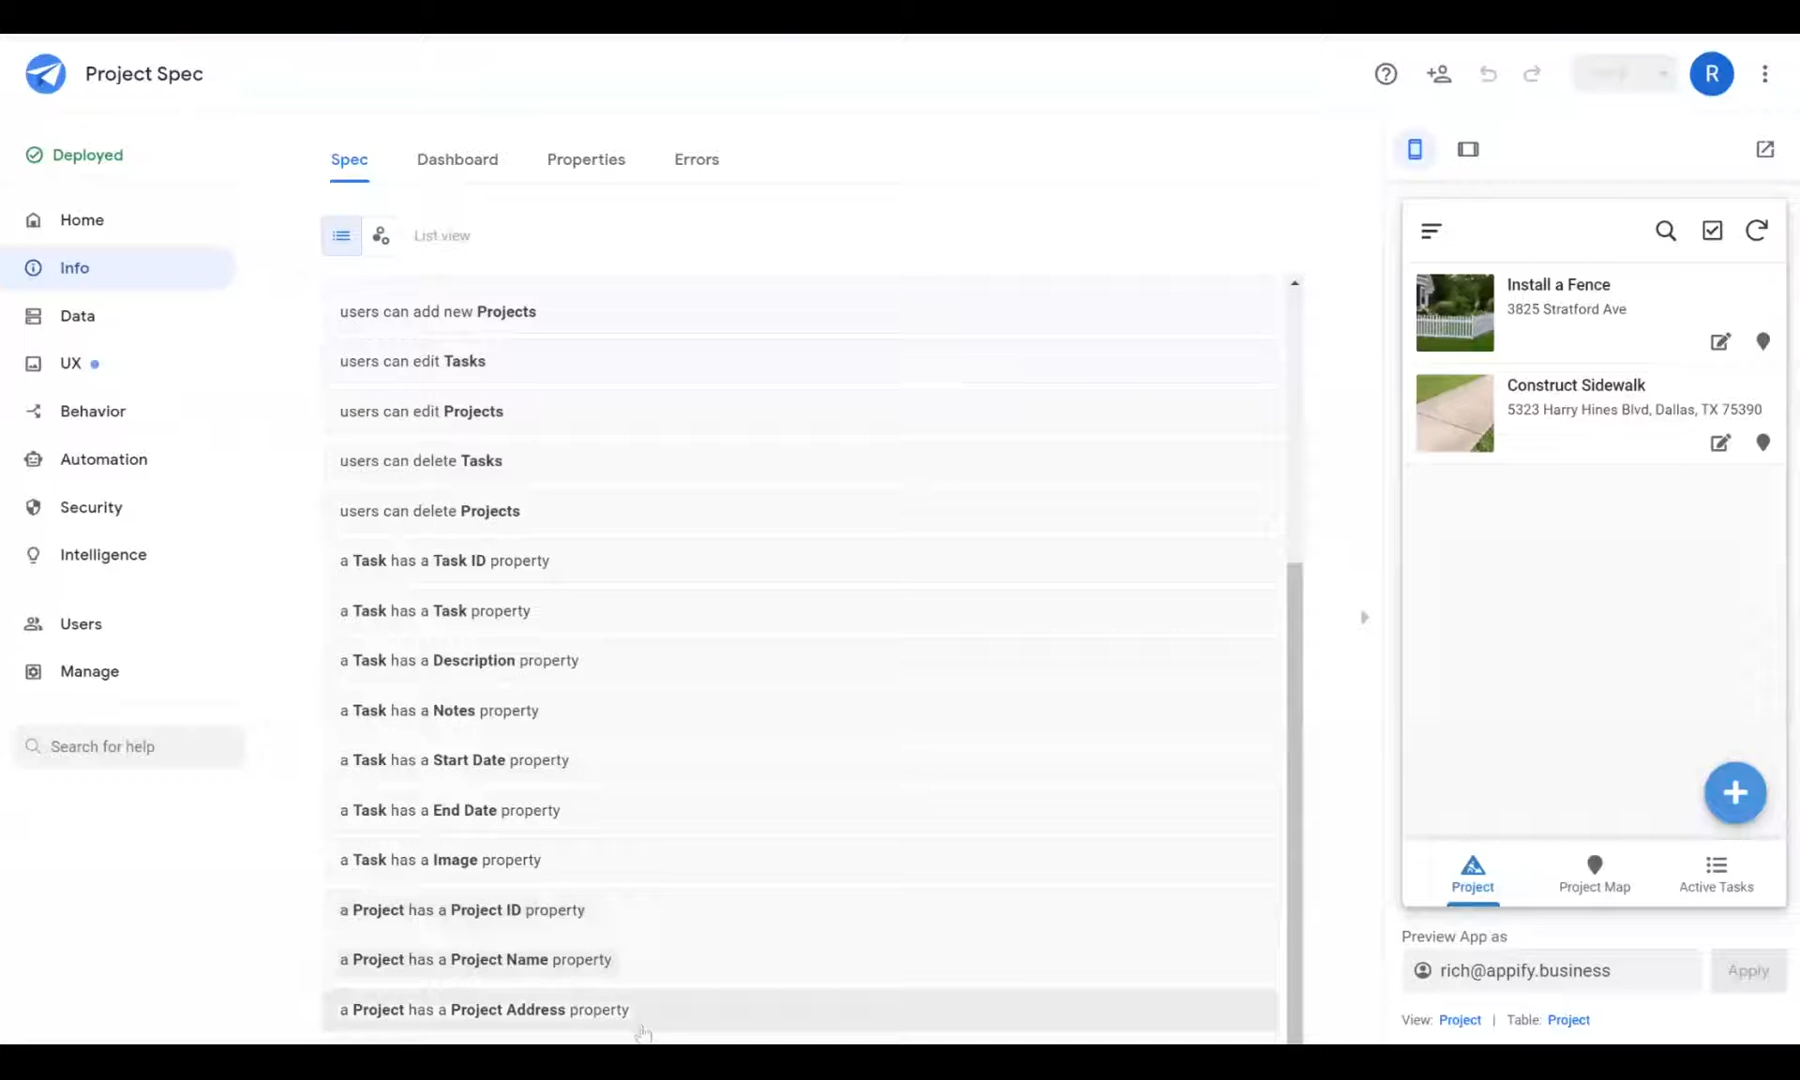 Project Spec
R
Deployed
Home
Info
Data
UX
Behavior
Automation
Security
Intelligence
Users
Manage
Search for help
Spec Dashboard Properties Errors
List view
users can add new Projects
users can edit Tasks
users can edit Projects
users can delete Tasks
users can delete Projects
a Task has a Task ID property
a Task has a Task property
a Task has a Description property
a Task has a Notes property
a Task has a Start Date property
a Task has a End Date property
a Task has a Image property
a Project has a Project ID property
a Project has a Project Name property
a Project has a Project Address property
Install a Fence
3825 Stratford Ave
Construct Sidewalk
5323 Harry Hines Blvd, Dallas, TX 75390
Project Project Map Active Tasks
Preview App as
rich@appify.business Apply
View: Project | Table: Project